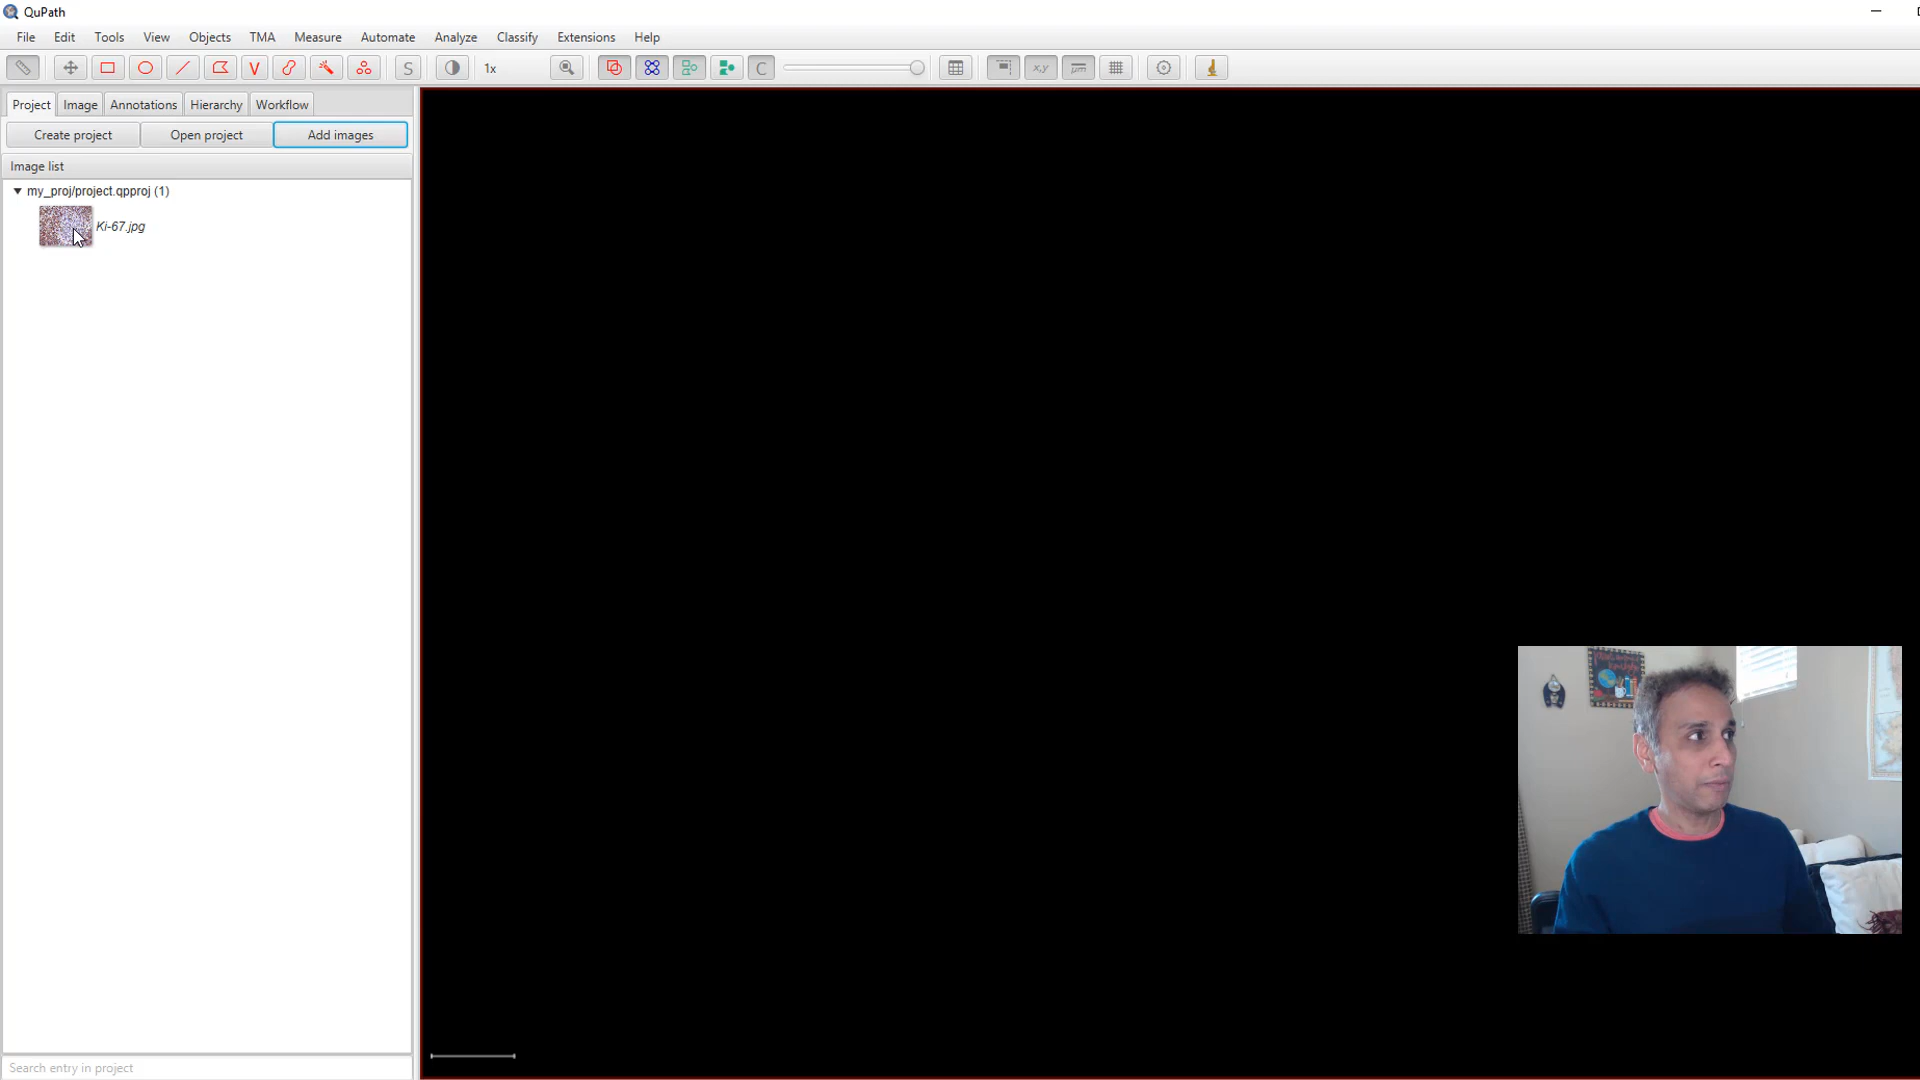 QuPath
File Edit Tools View Objects TMA Measure Automate Analyze Classify Extensions Help
V S 1x C x,y μm
Project Image Annotations Hierarchy Workflow
Create project Open project Add images
Image list
my_proj/project.qpproj (1)
Ki-67.jpg
Search entry in project